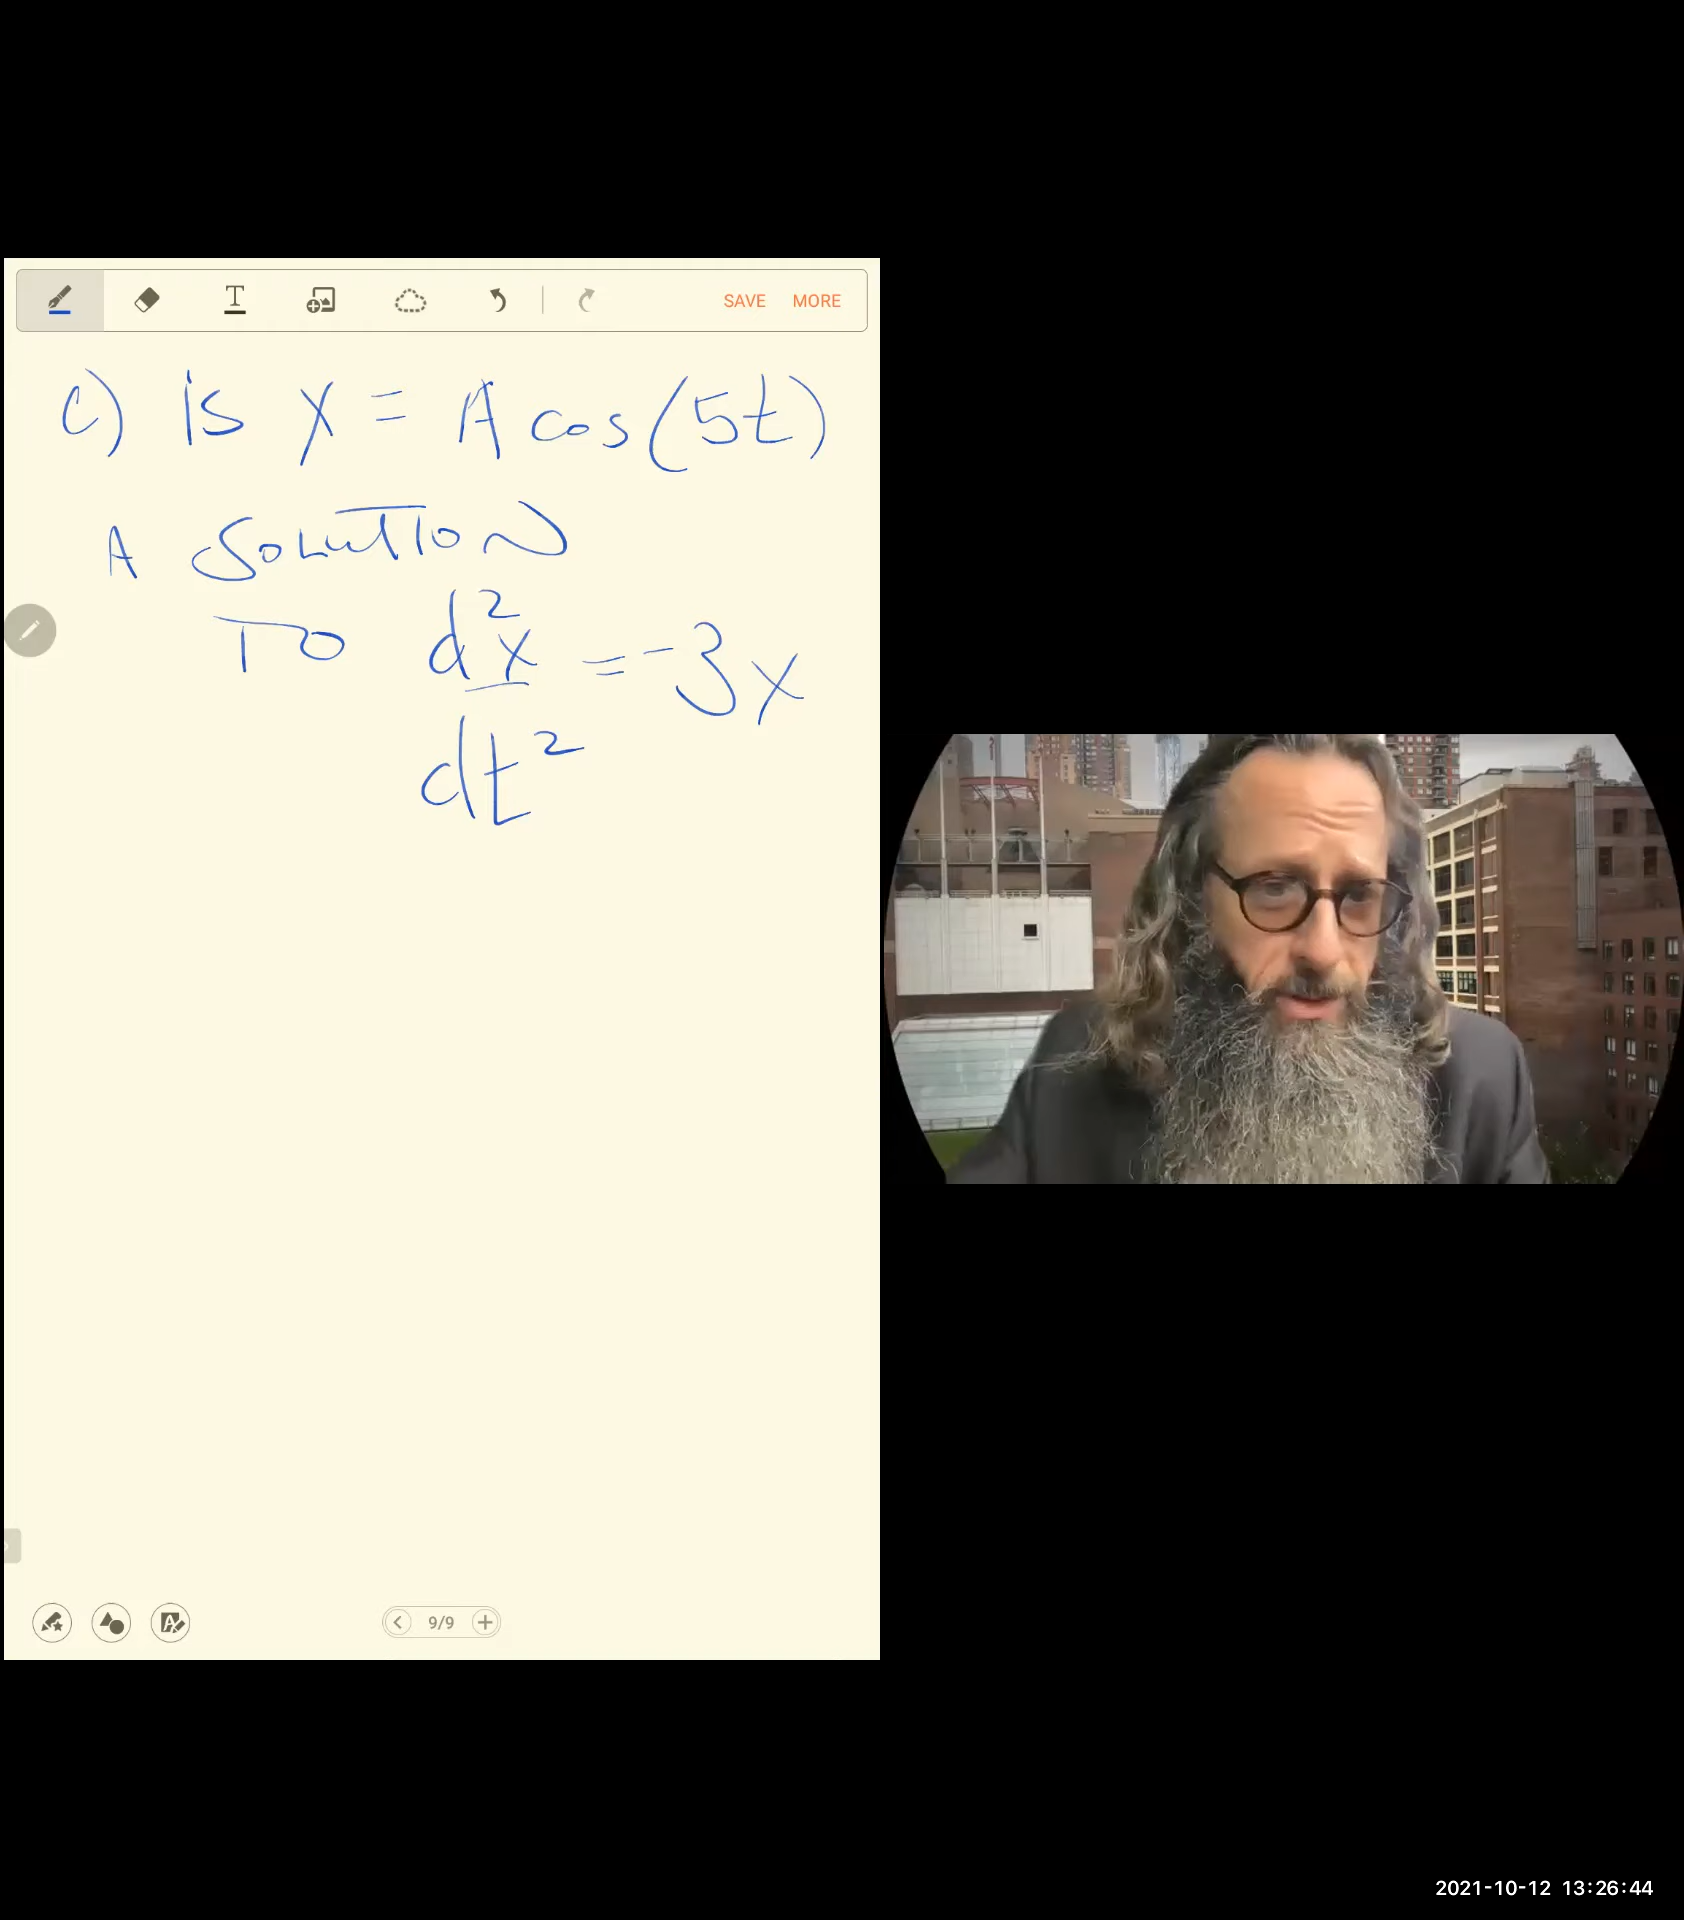 T
SAVE MORE
c) is x = A cos(5t)
A SOLUTION
TO d²x/dt² = -3x
9/9
2021-10-12 13:26:44